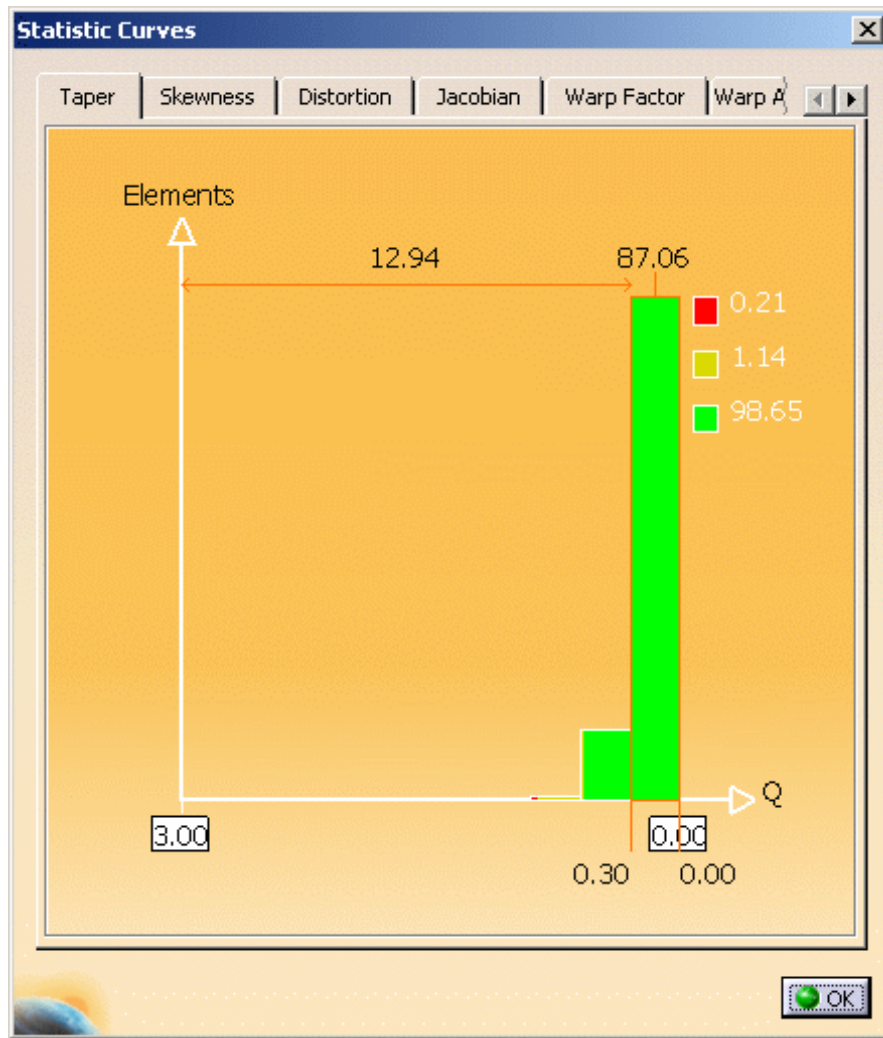 Statistic Curves
Taper Skewness Distortion Jacobian Warp Factor Warp A
Elements
12.94 87.06
0.21
1.14
98.65
Q
3.00 0.00
0.30 0.00
OK